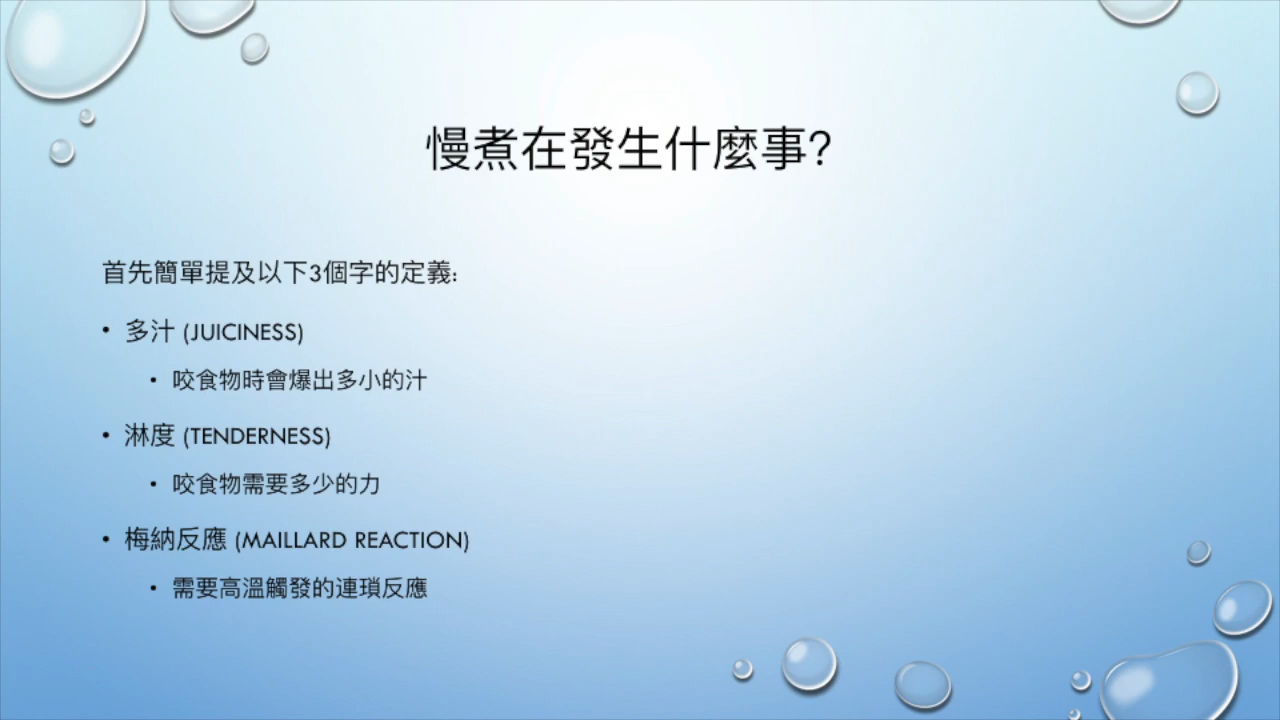 慢煮在發生什麼事?
首先簡單提及以下3個字的定義:
• 多汁 (JUICINESS)
• 咬食物時會爆出多小的汁
• 淋度 (TENDERNESS)
• 咬食物需要多少的力
• 梅納反應 (MAILLARD REACTION)
• 需要高溫觸發的連瑣反應